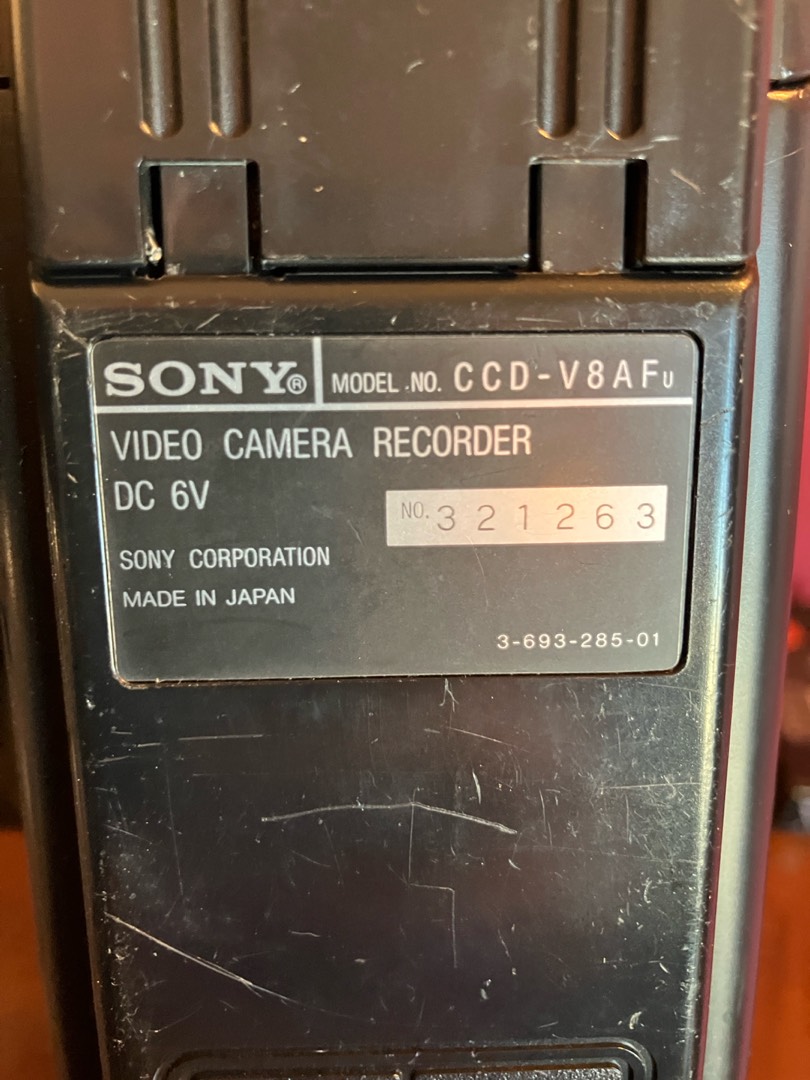 SONY® MODEL NO. CCD-V8AFu
VIDEO CAMERA RECORDER
DC 6V
NO. 321263
SONY CORPORATION
MADE IN JAPAN
3-693-285-01